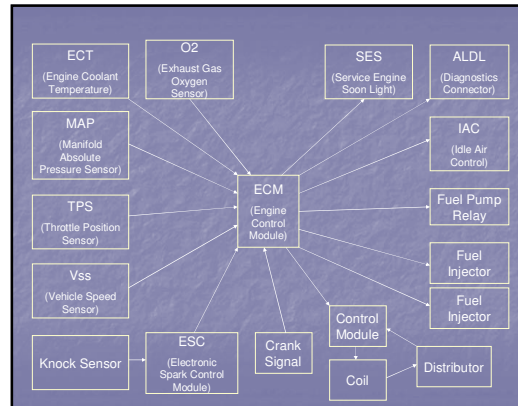 ECT
(Engine Coolant
Temperature)
O2
(Exhaust Gas
Oxygen
Sensor)
SES
(Service Engine
Soon Light)
ALDL
(Diagnostics
Connector)
MAP
(Manifold
Absolute
Pressure Sensor)
IAC
(Idle Air
Control)
ECM
(Engine
Control
Module)
TPS
(Throttle Position
Sensor)
Fuel Pump
Relay
Vss
(Vehicle Speed
Sensor)
Fuel
Injector
Fuel
Injector
Knock Sensor
ESC
(Electronic
Spark Control
Module)
Crank
Signal
Control
Module
Coil
Distributor